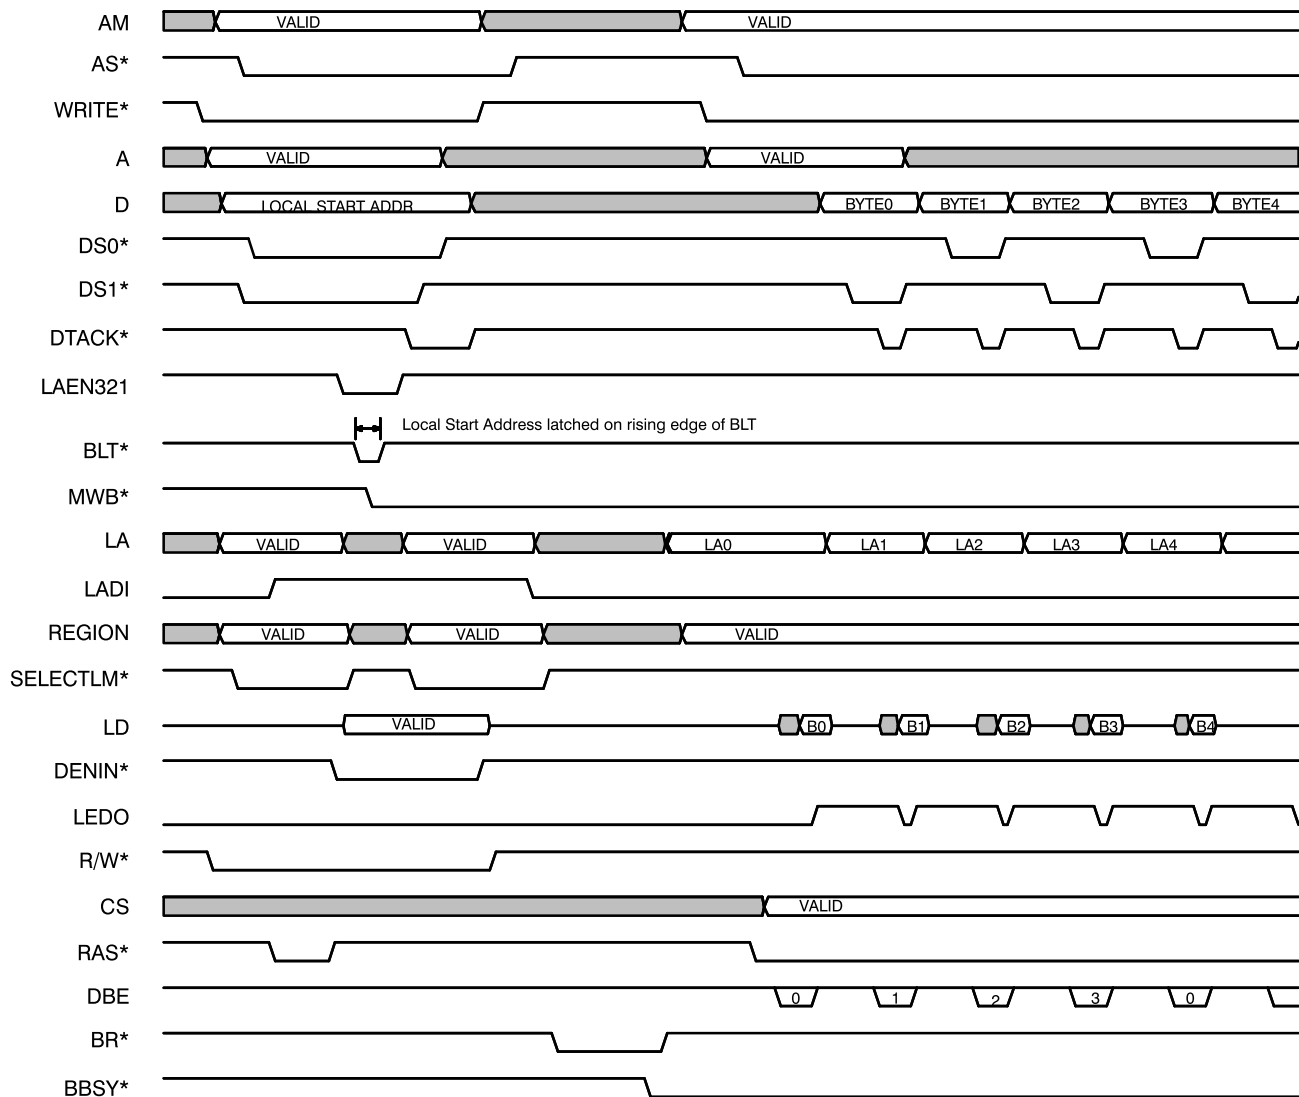 AM VALID VALID
AS*
WRITE*
A VALID VALID
D LOCAL START ADDR BYTE0 BYTE1 BYTE2 BYTE3 BYTE4
DS0*
DS1*
DTACK*
LAEN321
Local Start Address latched on rising edge of BLT
BLT*
MWB*
LA VALID VALID LA0 LA1 LA2 LA3 LA4
LADI
REGION VALID VALID VALID
SELECTLM*
LD VALID B0 B1 B2 B3 B4
DENIN*
LEDO
R/W*
CS VALID
RAS*
DBE 0 1 2 3 0
BR*
BBSY*